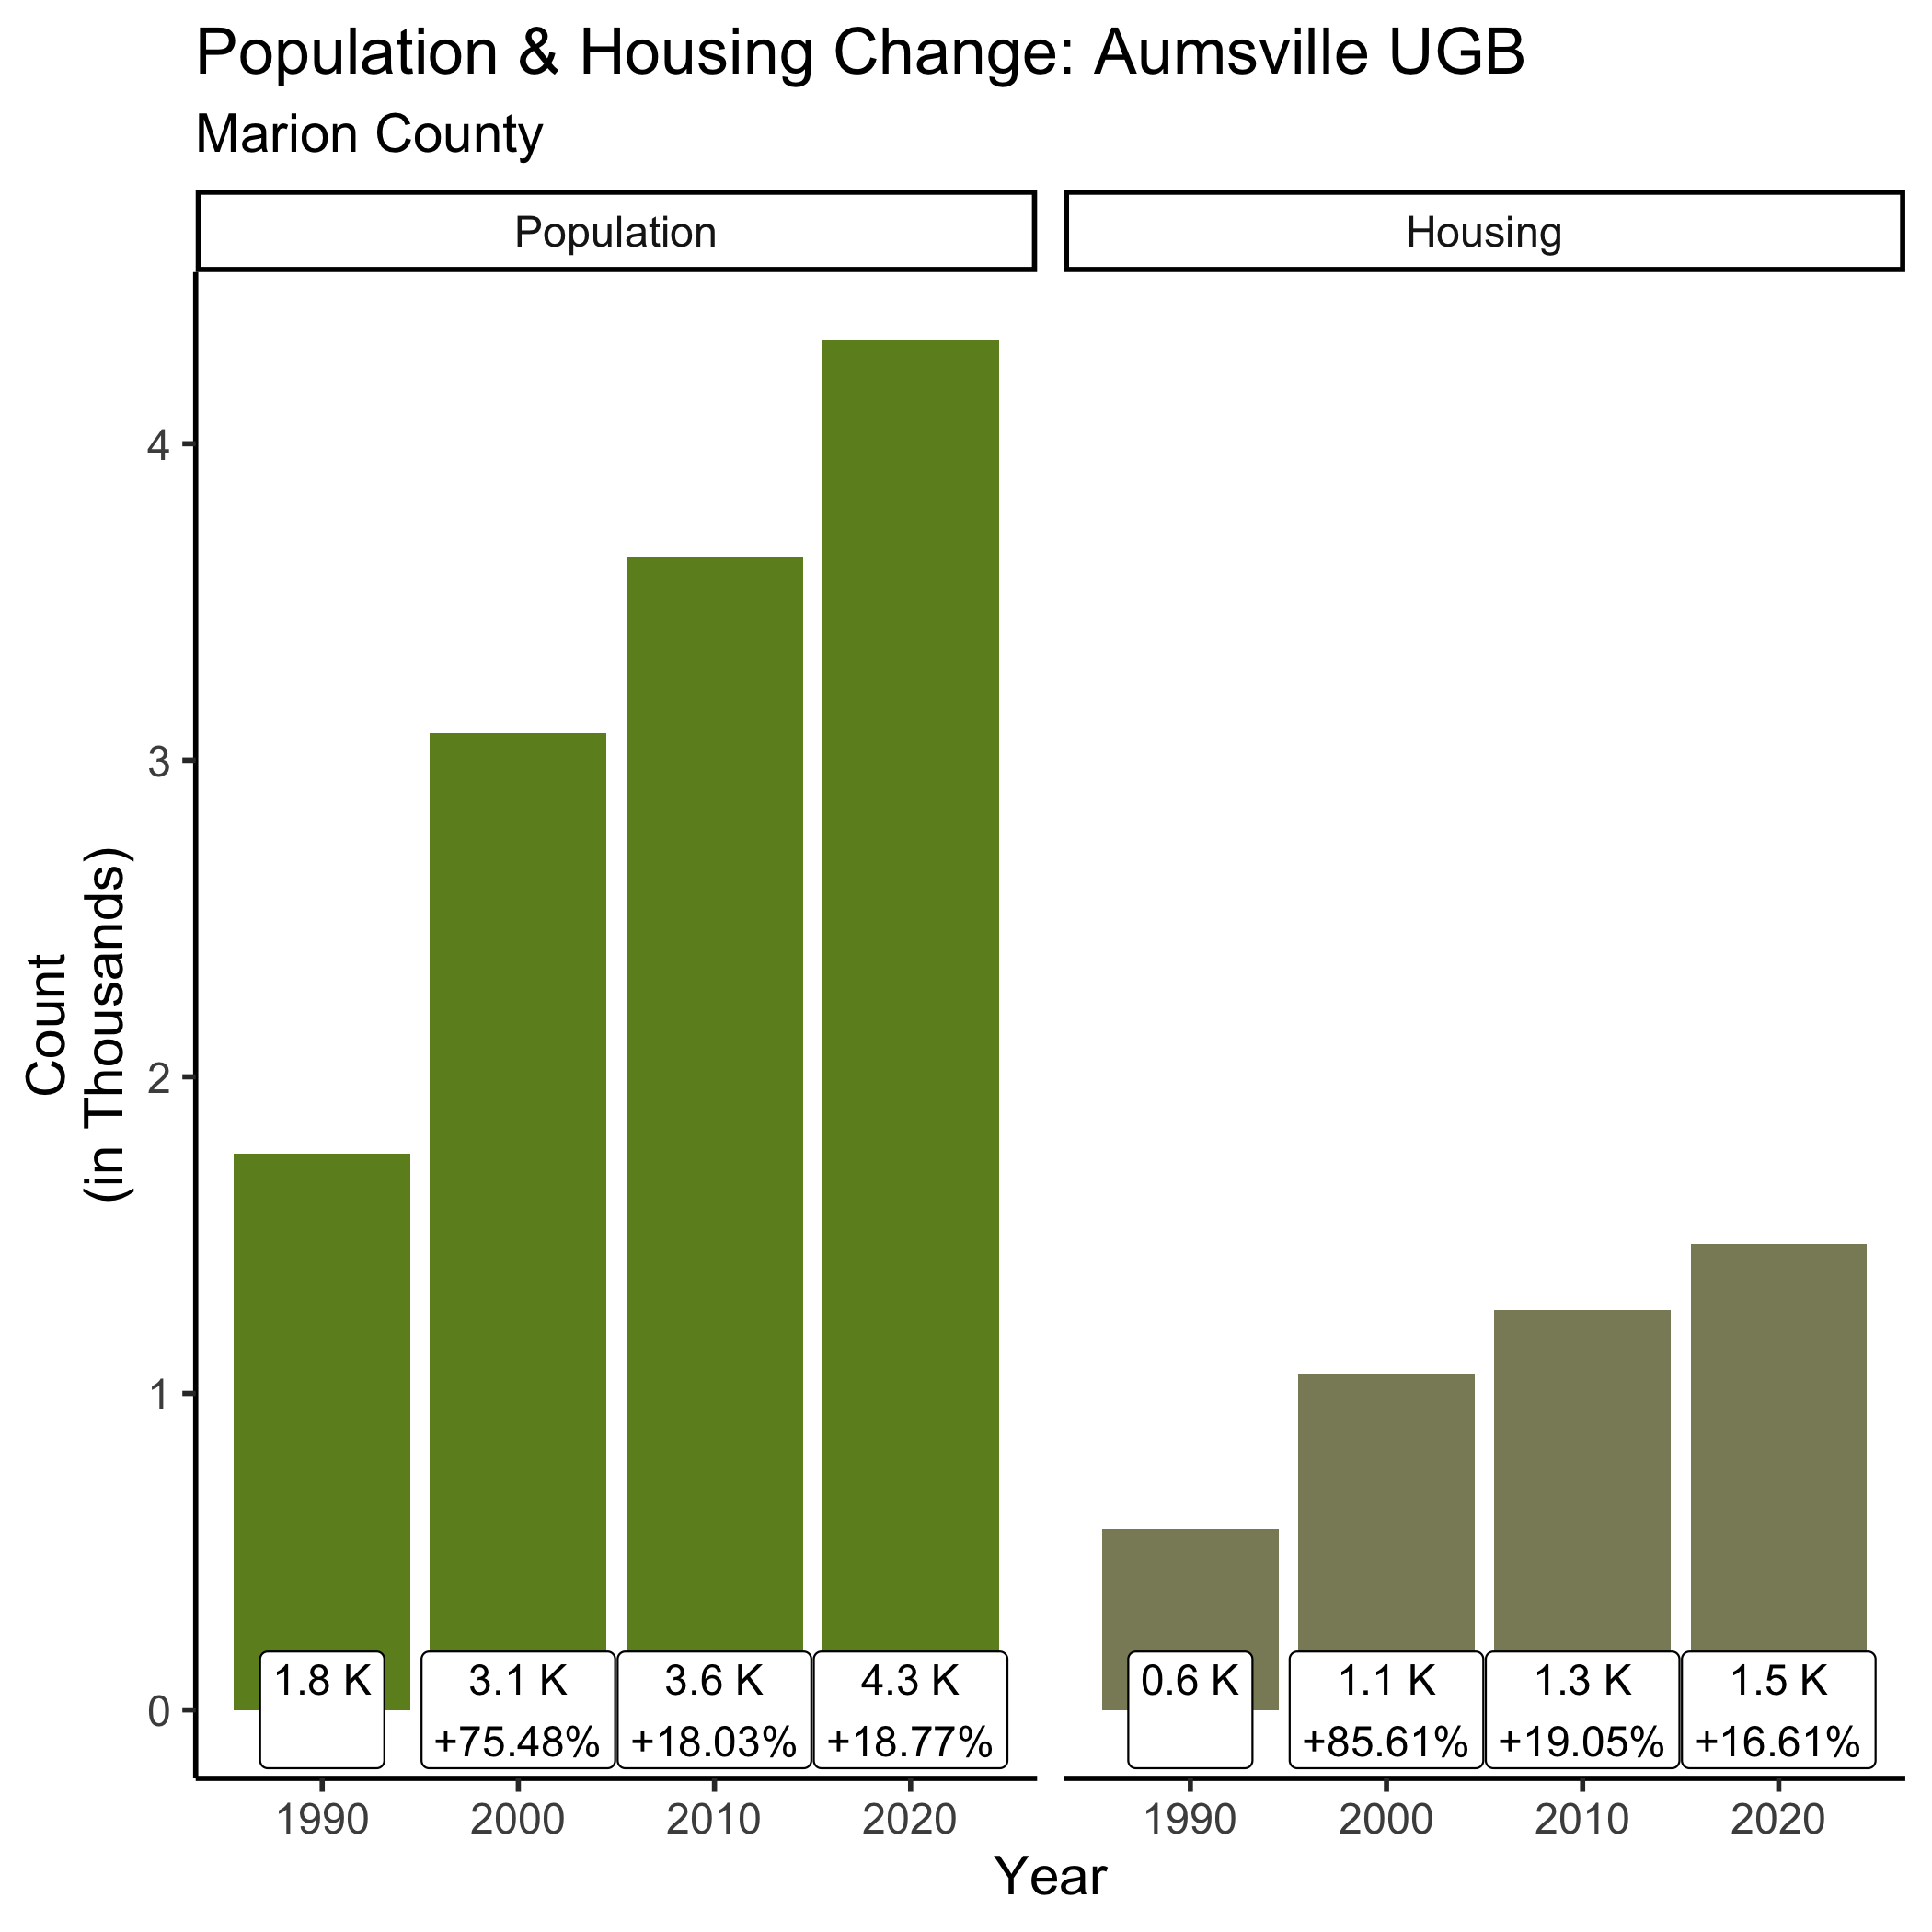 Population & Housing Change: Aumsville UGB
Marion County
Population
Housing
Count
(in Thousands)
4
3
2
1
0
1.8 K
3.1 K
+75.48%
3.6 K
+18.03%
4.3 K
+18.77%
0.6 K
1.1 K
+85.61%
1.3 K
+19.05%
1.5 K
+16.61%
1990
2000
2010
2020
1990
2000
2010
2020
Year